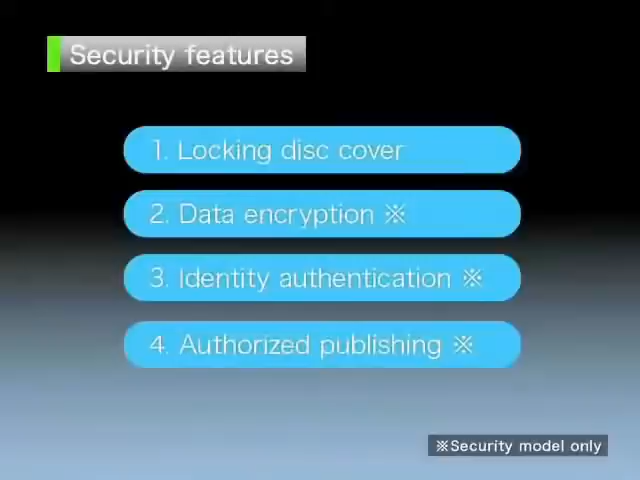 Security features
1. Locking disc cover
2. Data encryption ※
3. Identity authentication ※
4. Authorized publishing ※
※Security model only